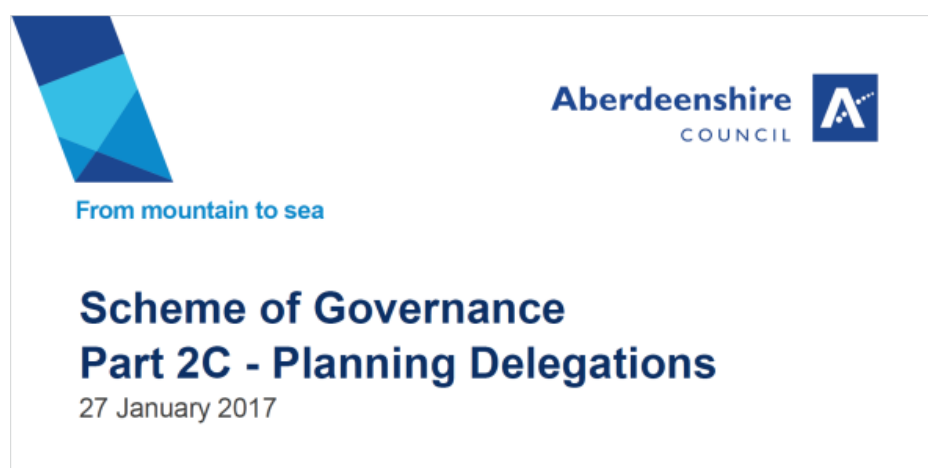 Aberdeenshire
COUNCIL
From mountain to sea
Scheme of Governance
Part 2C - Planning Delegations
27 January 2017